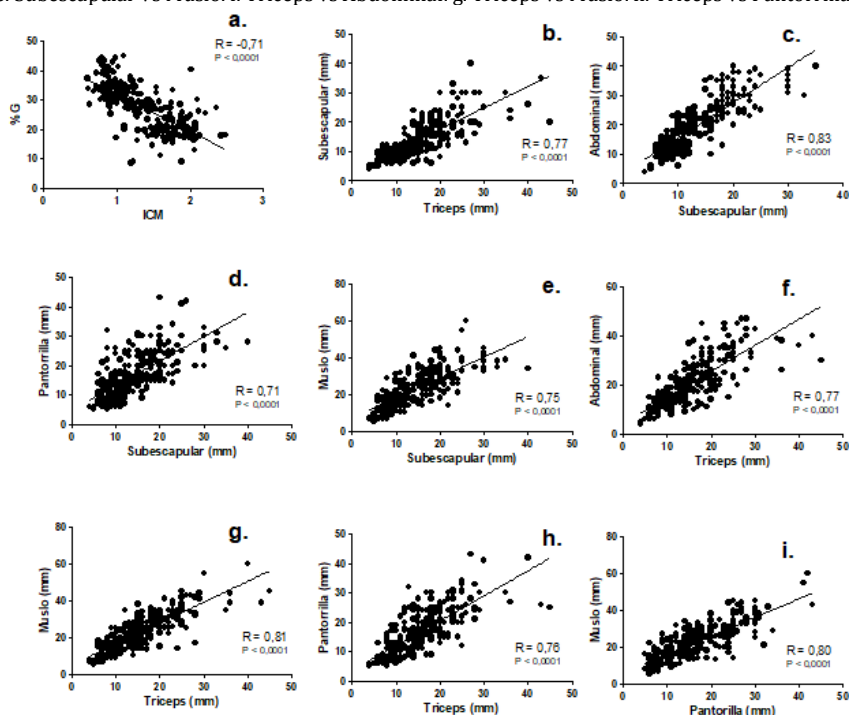 Subescapular vs Muslo. f. Triceps vs Abdominal. g. Triceps vs Muslo. h. Triceps vs Pantorrilla
a.
R = -0,71
P < 0,0001
%G
50
40
30
20
10
0
0 1 2 3
ICM
b.
Subescapular (mm)
50
40
30
20
10
0
R = 0,77
P < 0,0001
0 10 20 30 40 50
Triceps (mm)
c.
Abdominal (mm)
50
40
30
20
10
0
R = 0,83
P < 0,0001
0 10 20 30 40
Subescapular (mm)
d.
Pantorrilla (mm)
50
40
30
20
10
0
R = 0,71
P < 0,0001
0 10 20 30 40 50
Subescapular (mm)
e.
Muslo (mm)
80
60
40
20
0
R = 0,75
P < 0,0001
0 10 20 30 40 50
Subescapular (mm)
f.
Abdominal (mm)
60
40
20
0
R = 0,77
P < 0,0001
0 10 20 30 40 50
Triceps (mm)
g.
Muslo (mm)
80
60
40
20
0
R = 0,81
P < 0,0001
0 10 20 30 40 50
Triceps (mm)
h.
Pantorrilla (mm)
50
40
30
20
10
0
R = 0,76
P < 0,0001
0 10 20 30 40 50
Triceps (mm)
i.
Muslo (mm)
80
60
40
20
0
R = 0,80
P < 0,0001
0 10 20 30 40 50
Pantorilla (mm)